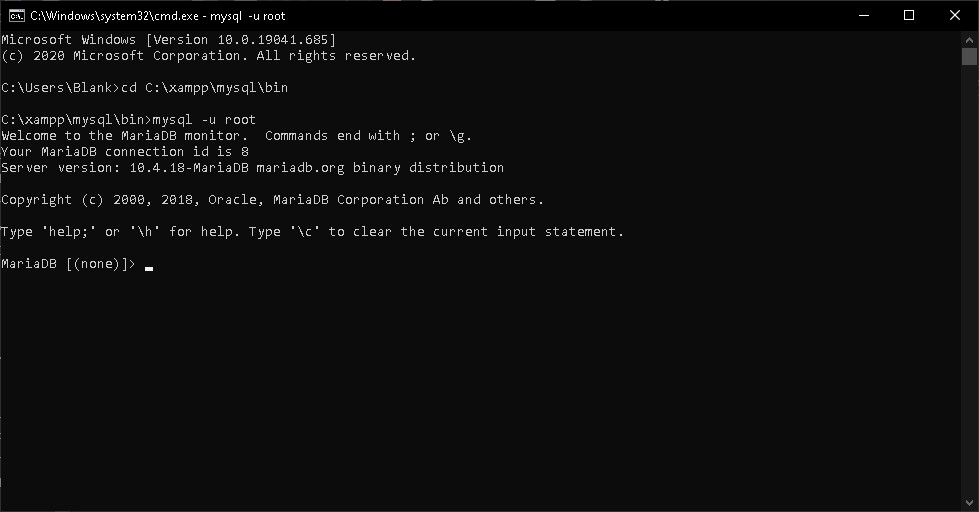 C:\Windows\system32\cmd.exe - mysql -u root
Microsoft Windows [Version 10.0.19041.685]
(c) 2020 Microsoft Corporation. All rights reserved.
C:\Users\Blank>cd C:\xampp\mysql\bin
C:\xampp\mysql\bin>mysql -u root
Welcome to the MariaDB monitor.  Commands end with ; or \g.
Your MariaDB connection id is 8
Server version: 10.4.18-MariaDB mariadb.org binary distribution
Copyright (c) 2000, 2018, Oracle, MariaDB Corporation Ab and others.
Type 'help;' or '\h' for help. Type '\c' to clear the current input statement.
MariaDB [(none)]>